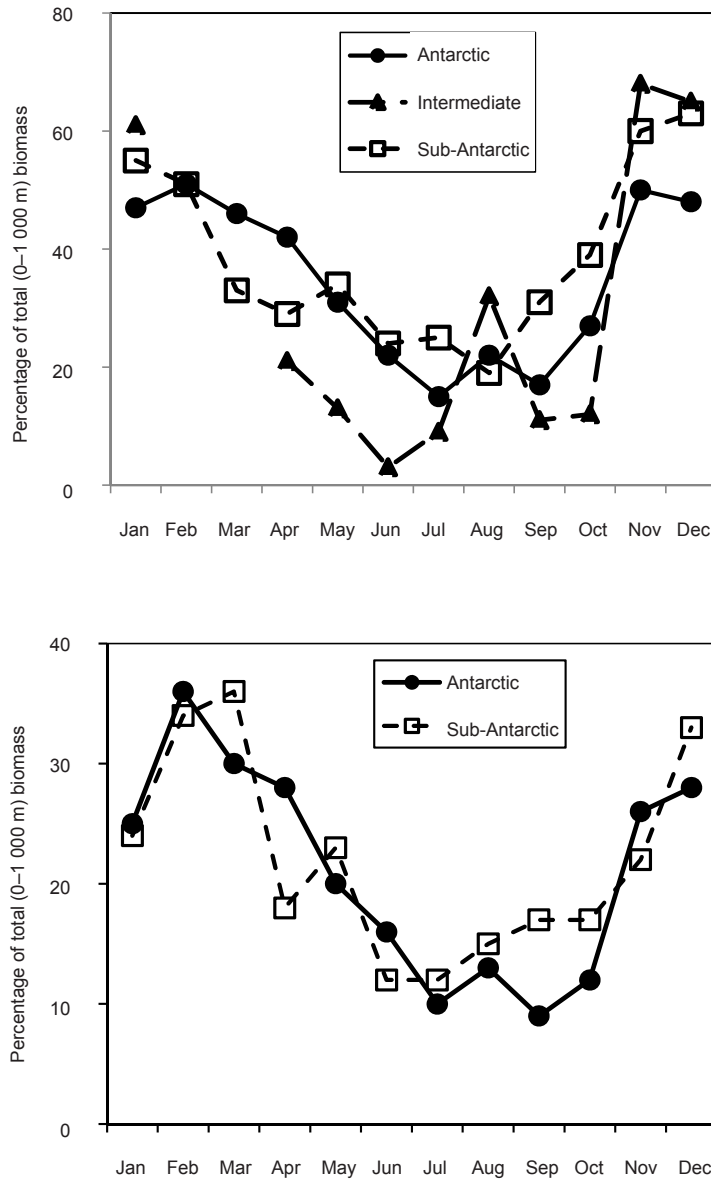 80
60
40
20
0
Percentage of total (0–1 000 m) biomass
Antarctic
Intermediate
Sub-Antarctic
Jan Feb Mar Apr May Jun Jul Aug Sep Oct Nov Dec
40
30
20
10
0
Percentage of total (0–1 000 m) biomass
Antarctic
Sub-Antarctic
Jan Feb Mar Apr May Jun Jul Aug Sep Oct Nov Dec